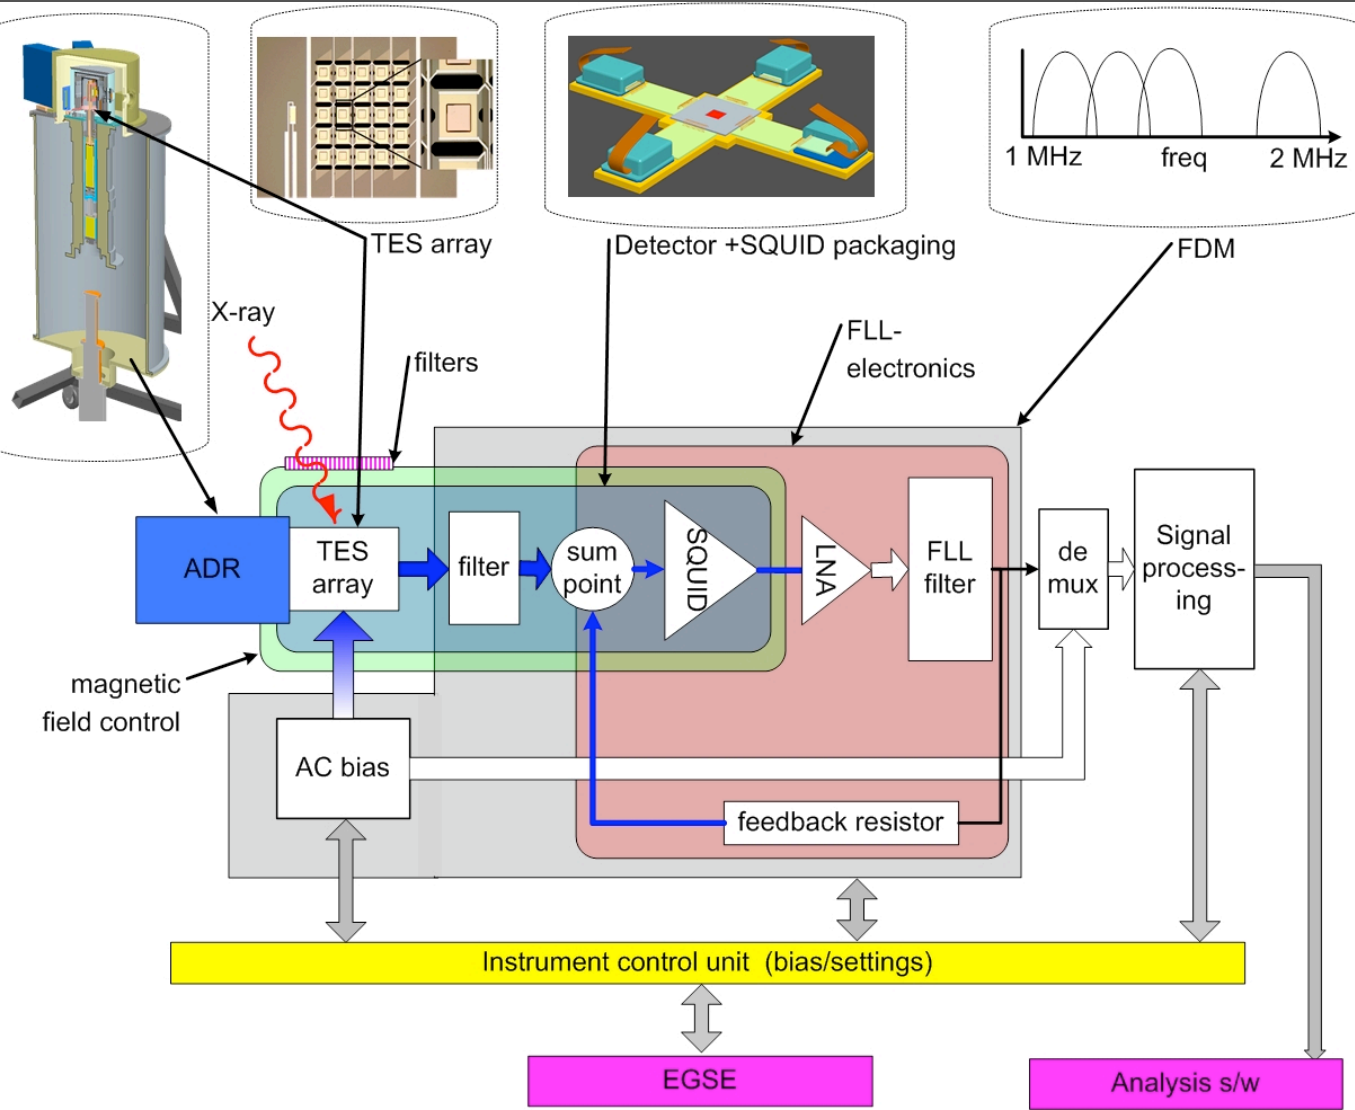 1 MHz
freq
2 MHz
TES array
Detector +SQUID packaging
FDM
X-ray
filters
FLL-
electronics
ADR
TES
array
filter
sum
point
SQUID
LNA
FLL
filter
de
mux
Signal
process-
ing
magnetic
field control
AC bias
feedback resistor
Instrument control unit (bias/settings)
EGSE
Analysis s/w